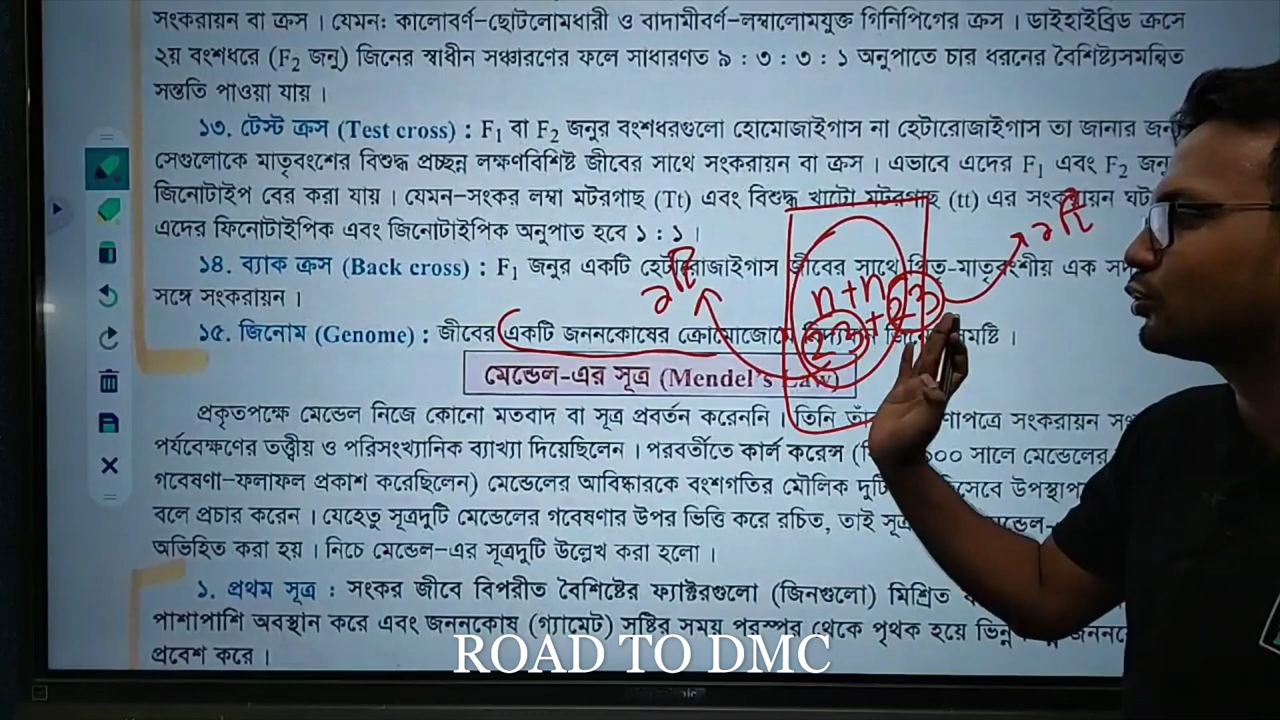 সংকরায়ন বা ক্রস । যেমনঃ কালোবর্ণ-ছোটলোমধারী ও বাদামীবর্ণ-লম্বালোমযুক্ত গিনিপিগের ক্রস । ডাইহাইব্রিড ক্রসে
২য় বংশধরে (F₂ জনু) জিনের স্বাধীন সঞ্চারণের ফলে সাধারণত ৯ : ৩ : ৩ : ১ অনুপাতে চার ধরনের বৈশিষ্ট্যসমন্বিত
সন্ততি পাওয়া যায় ।
১৩. টেস্ট ক্রস (Test cross) : F₁ বা F₂ জনুর বংশধরগুলো হোমোজাইগাস না হেটারোজাইগাস তা জানার
সেগুলোকে মাতৃবংশের বিশুদ্ধ প্রচ্ছন্ন লক্ষণবিশিষ্ট জীবের সাথে সংকরায়ন বা ক্রস । এভাবে এদের F₁ এবং F₂
জিনোটাইপ বের করা যায় । যেমন-সংকর লম্বা মটরগাছ (Tt) এবং বিশুদ্ধ খাটো মটরগাছ (tt) এর সংকরায়ন
এদের ফিনোটাইপিক এবং জিনোটাইপিক অনুপাত হবে ১ : ১ ।
১৪. ব্যাক ক্রস (Back cross) : F₁ জনুর একটি হেটারোজাইগাস জীবের সাথে পিতৃ-মাতৃবংশীয় এক
সঙ্গে সংকরায়ন ।
n+n
১৫. জিনোম (Genome) : জীবের একটি জননকোষের ক্রোমোজোমে
23+23
মেন্ডেল-এর সূত্র (Mendel's Law)
প্রকৃতপক্ষে মেন্ডেল নিজে কোনো মতবাদ বা সূত্র প্রবর্তন করেননি । তিনি সংকরায়ন
পর্যবেক্ষণের তত্ত্বীয় ও পরিসংখ্যানিক ব্যাখ্যা দিয়েছিলেন । পরবর্তীতে কার্ল করেন্স সালে মেন্ডেলের
গবেষণা-ফলাফল প্রকাশ করেছিলেন) মেন্ডেলের আবিষ্কারকে বংশগতির মৌলিক দুটি
বলে প্রচার করেন । যেহেতু সূত্রদুটি মেন্ডেলের গবেষণার উপর ভিত্তি করে রচিত, তাই
অভিহিত করা হয় । নিচে মেন্ডেল-এর সূত্রদুটি উল্লেখ করা হলো ।
১. প্রথম সূত্র : সংকর জীবে বিপরীত বৈশিষ্টের ফ্যাক্টরগুলো (জিনগুলো) মিশ্রিত
পাশাপাশি অবস্থান করে এবং জননকোষ (গ্যামেট) সৃষ্টির সময় পরস্পর থেকে পৃথক হয়ে
প্রবেশ করে ।
ROAD TO DMC